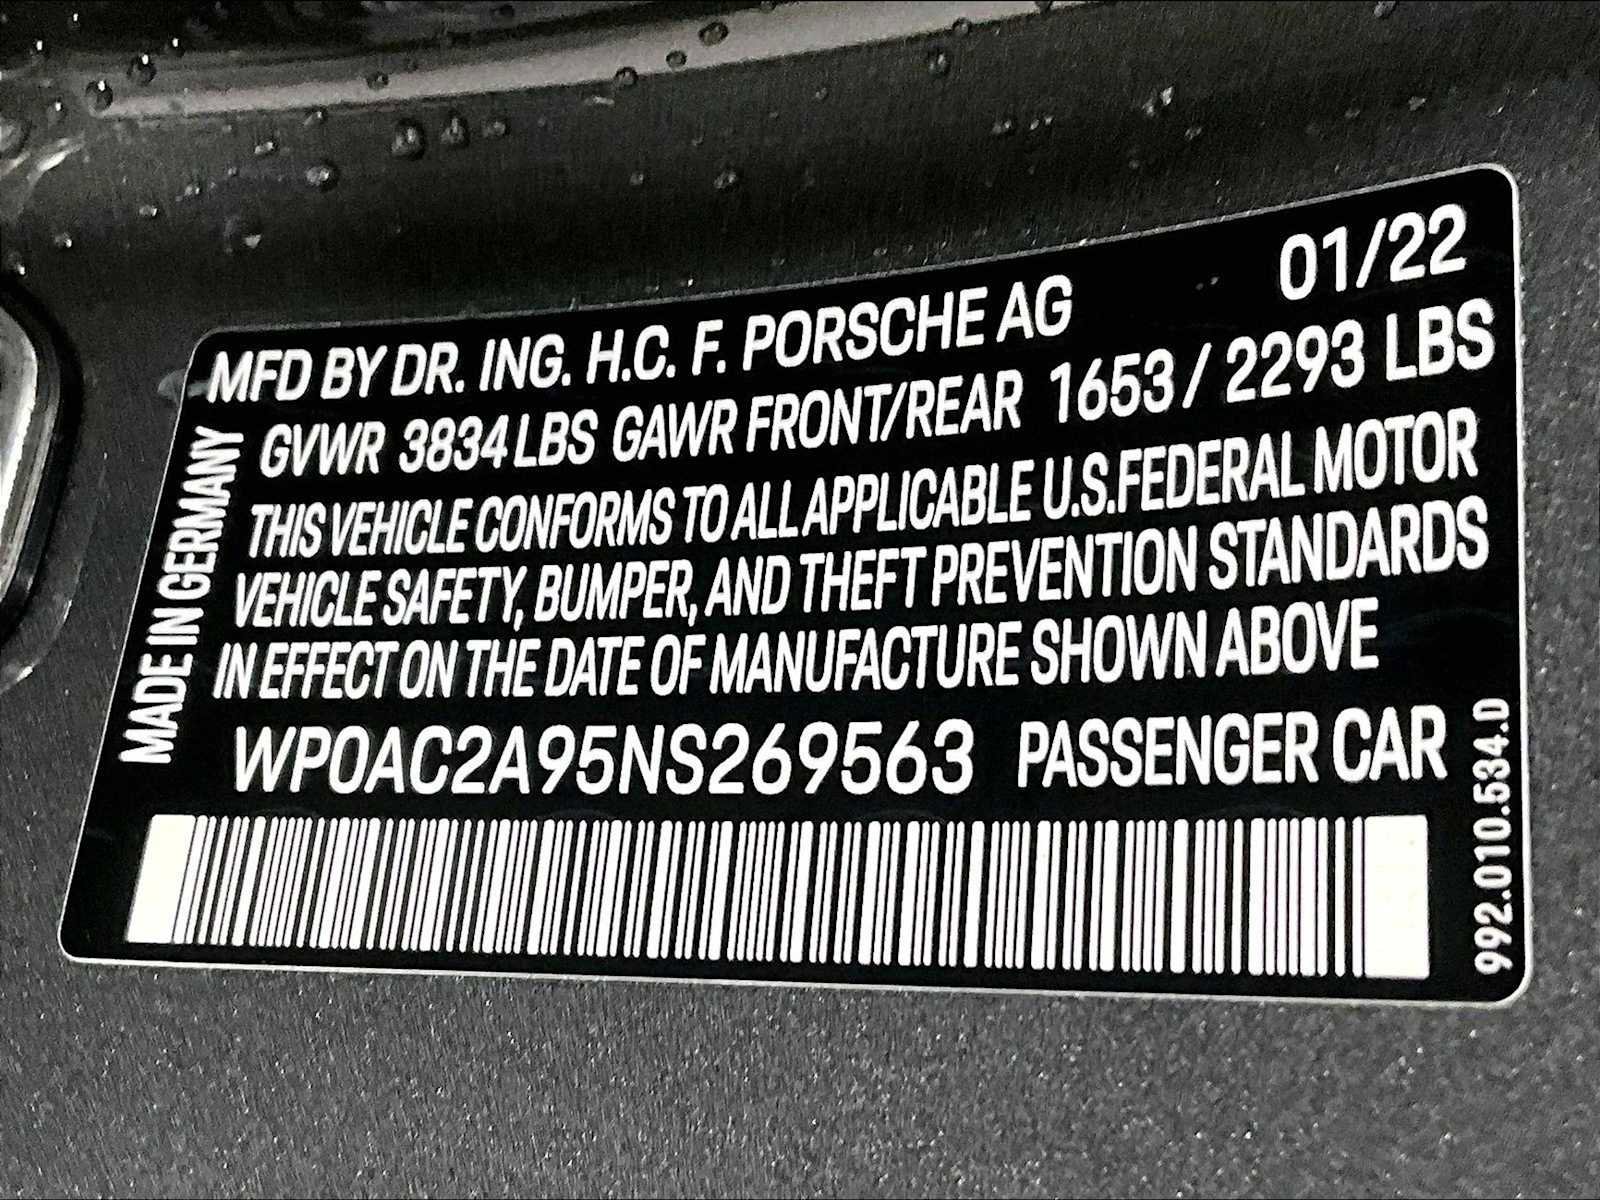 01/22
MFD BY DR. ING. H.C. F. PORSCHE AG
GVWR 3834 LBS GAWR FRONT/REAR 1653 / 2293 LBS
THIS VEHICLE CONFORMS TO ALL APPLICABLE U.S.FEDERAL MOTOR
VEHICLE SAFETY, BUMPER, AND THEFT PREVENTION STANDARDS
IN EFFECT ON THE DATE OF MANUFACTURE SHOWN ABOVE
WP0AC2A95NS269563 PASSENGER CAR
MADE IN GERMANY
992.010.534.D